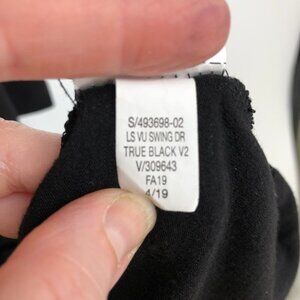 S/493698-02
LS VU SWING DR
TRUE BLACK V2
V/309643
FA19
4/19